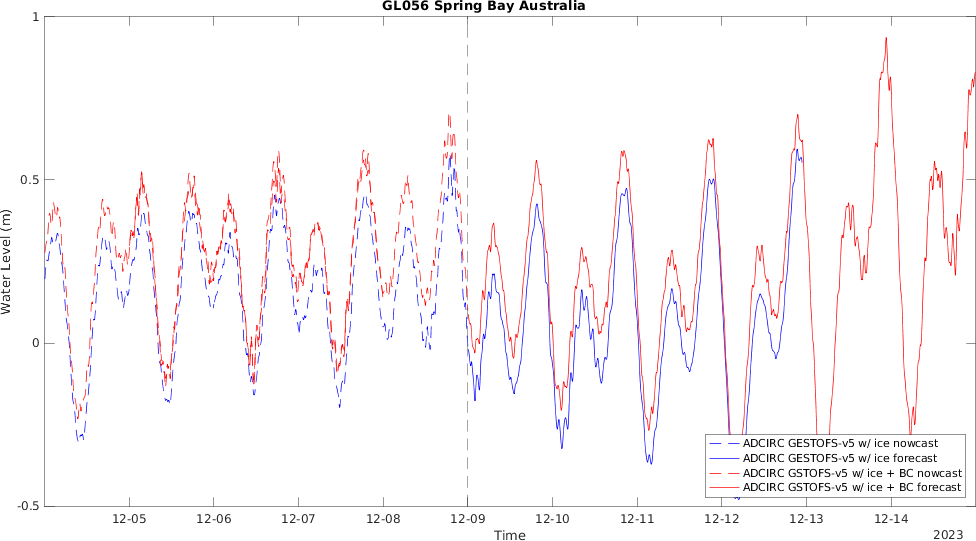 GL056 Spring Bay Australia
1
0.5
0
-0.5
Water Level (m)
12-05 12-06 12-07 12-08 12-09 12-10 12-11 12-12 12-13 12-14
Time
2023
ADCIRC GESTOFS-v5 w/ ice nowcast
ADCIRC GESTOFS-v5 w/ ice forecast
ADCIRC GSTOFS-v5 w/ ice + BC nowcast
ADCIRC GSTOFS-v5 w/ ice + BC forecast